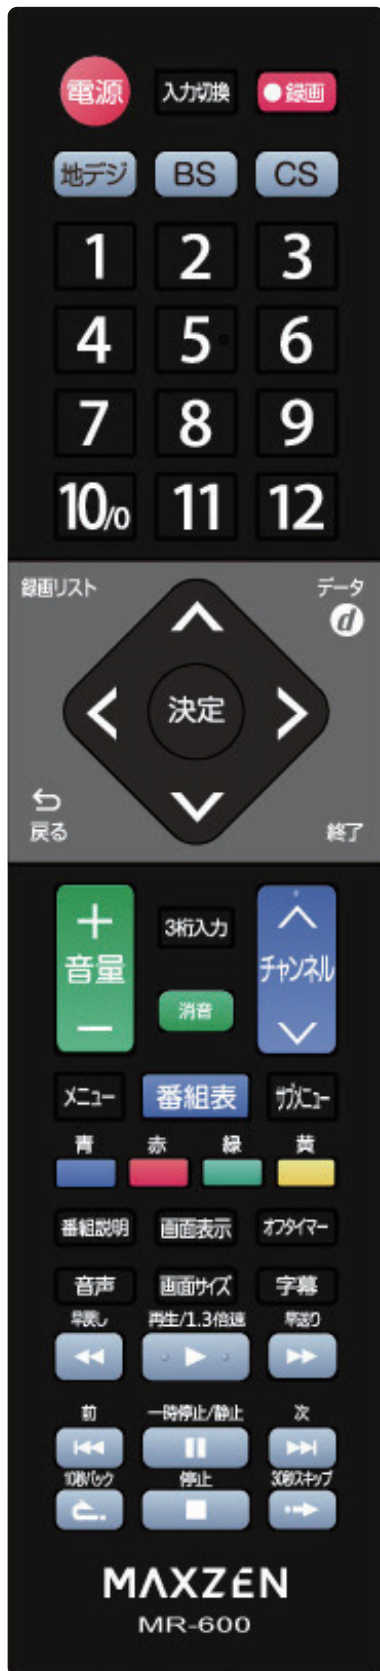 電源 入力切換 録画
地デジ BS CS
1 2 3
4 5 6
7 8 9
10/0 11 12
録画リスト データ
d
決定
戻る 終了
+ 3桁入力
音量 チャンネル
消音
-
メニュー 番組表 サブメニュー
青 赤 緑 黄
番組説明 画面表示 オフタイマー
音声 画面サイズ 字幕
早戻し 再生/1.3倍速 早送り
前 一時停止/静止 次
10秒バック 停止 30秒スキップ
MAXZEN
MR-600